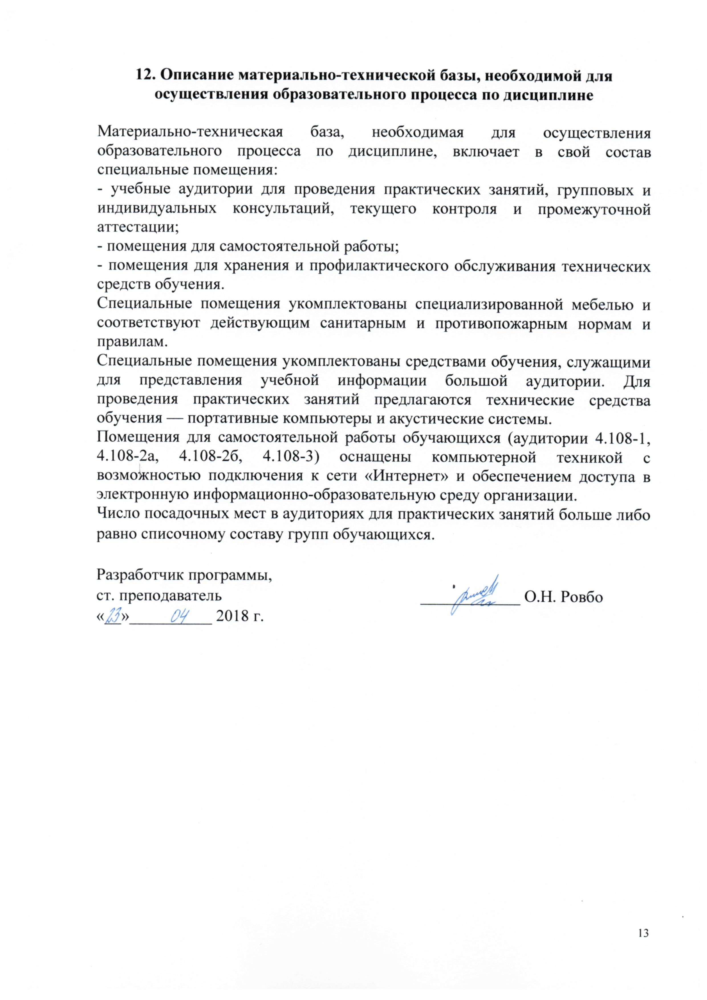 12. Описание материально-технической базы, необходимой для
осуществления образовательного процесса по дисциплине
Материально-техническая база, необходимая для осуществления
образовательного процесса по дисциплине, включает в свой состав
специальные помещения:
- учебные аудитории для проведения практических занятий, групповых и
индивидуальных консультаций, текущего контроля и промежуточной
аттестации;
- помещения для самостоятельной работы;
- помещения для хранения и профилактического обслуживания технических
средств обучения.
Специальные помещения укомплектованы специализированной мебелью и
соответствуют действующим санитарным и противопожарным нормам и
правилам.
Специальные помещения укомплектованы средствами обучения, служащими
для представления учебной информации большой аудитории. Для
проведения практических занятий предлагаются технические средства
обучения — портативные компьютеры и акустические системы.
Помещения для самостоятельной работы обучающихся (аудитории 4.108-1,
4.108-2а, 4.108-2б, 4.108-3) оснащены компьютерной техникой с
возможностью подключения к сети «Интернет» и обеспечением доступа в
электронную информационно-образовательную среду организации.
Число посадочных мест в аудиториях для практических занятий больше либо
равно списочному составу групп обучающихся.
Разработчик программы,
ст. преподаватель ____________ О.Н. Ровбо
«23» 04 2018 г.
13